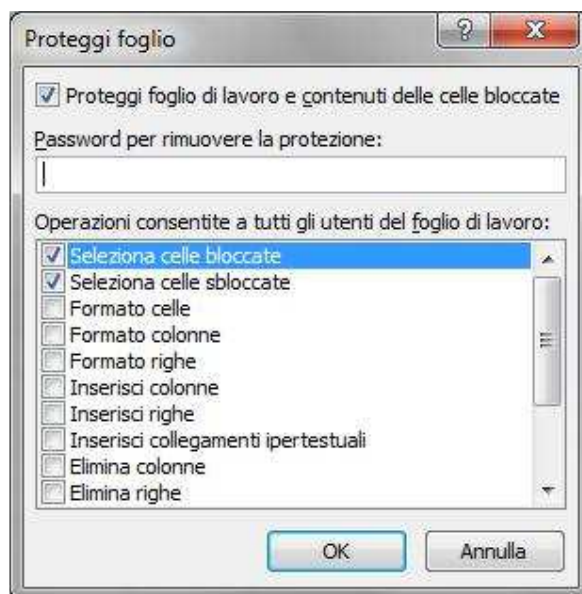 Proteggi foglio
Proteggi foglio di lavoro e contenuti delle celle bloccate
Password per rimuovere la protezione:
Operazioni consentite a tutti gli utenti del foglio di lavoro:
Seleziona celle bloccate
Seleziona celle sbloccate
Formato celle
Formato colonne
Formato righe
Inserisci colonne
Inserisci righe
Inserisci collegamenti ipertestuali
Elimina colonne
Elimina righe
OK Annulla